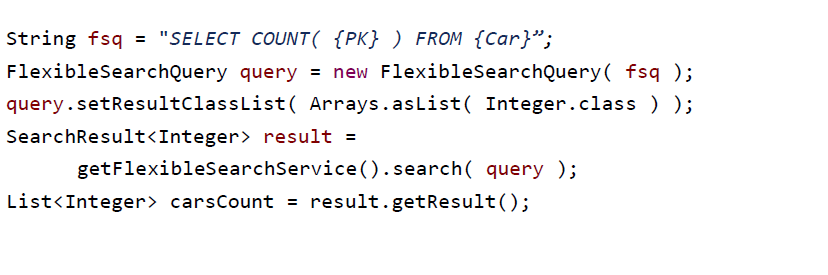 String fsq = "SELECT COUNT( {PK} ) FROM {Car}”;
FlexibleSearchQuery query = new FlexibleSearchQuery( fsq );
query.setResultClassList( Arrays.asList( Integer.class ) );
SearchResult<Integer> result =
getFlexibleSearchService().search( query );
List<Integer> carsCount = result.getResult();